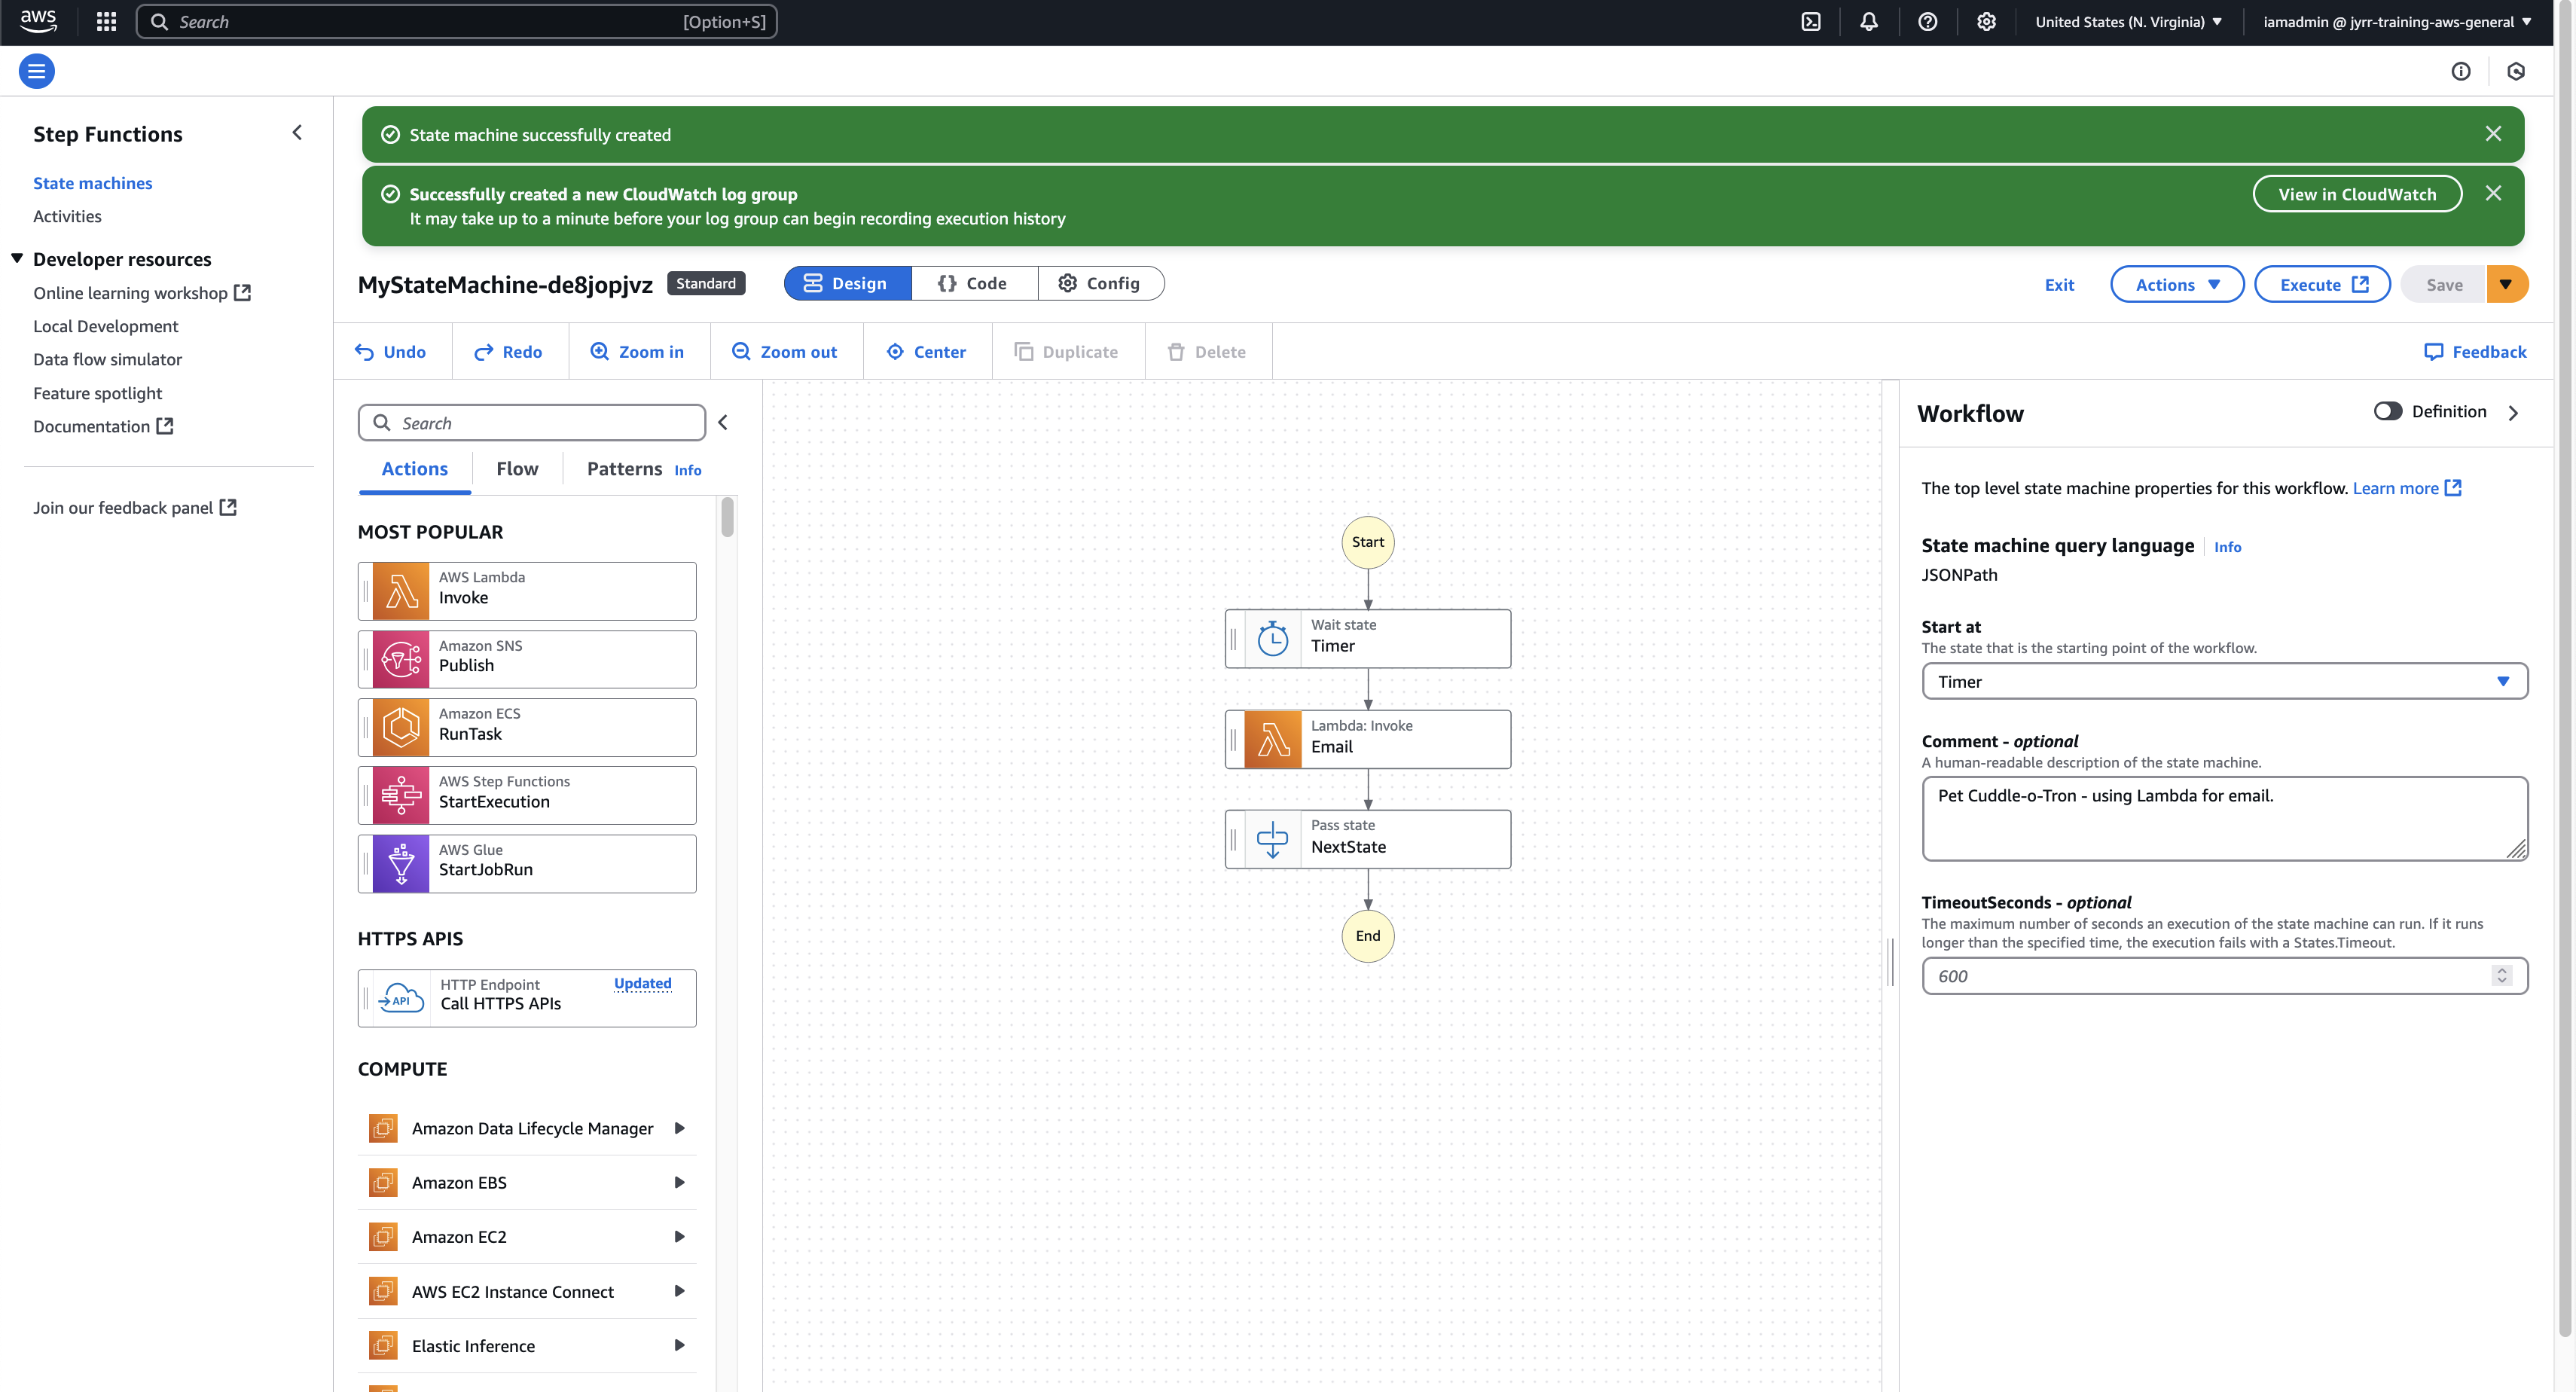 aws
Search
[Option+S]
United States (N. Virginia)
iamadmin @ jyrr-training-aws-general
Step Functions
State machines
Activities
Developer resources
Online learning workshop
Local Development
Data flow simulator
Feature spotlight
Documentation
Join our feedback panel
State machine successfully created
Successfully created a new CloudWatch log group
It may take up to a minute before your log group can begin recording execution history
View in CloudWatch
MyStateMachine-de8jopjvz
Standard
Design
{} Code
Config
Exit
Actions
Execute
Save
Undo
Redo
Zoom in
Zoom out
Center
Duplicate
Delete
Feedback
Search
Actions
Flow
Patterns
Info
MOST POPULAR
AWS Lambda
Invoke
Amazon SNS
Publish
Amazon ECS
RunTask
AWS Step Functions
StartExecution
AWS Glue
StartJobRun
HTTPS APIS
API
HTTP Endpoint
Updated
Call HTTPS APIs
COMPUTE
Amazon Data Lifecycle Manager
Amazon EBS
Amazon EC2
AWS EC2 Instance Connect
Elastic Inference
Start
Wait state
Timer
Lambda: Invoke
Email
Pass state
NextState
End
Workflow
Definition
The top level state machine properties for this workflow. Learn more
State machine query language
Info
JSONPath
Start at
The state that is the starting point of the workflow.
Timer
Comment - optional
A human-readable description of the state machine.
Pet Cuddle-o-Tron - using Lambda for email.
TimeoutSeconds - optional
The maximum number of seconds an execution of the state machine can run. If it runs
longer than the specified time, the execution fails with a States.Timeout.
600